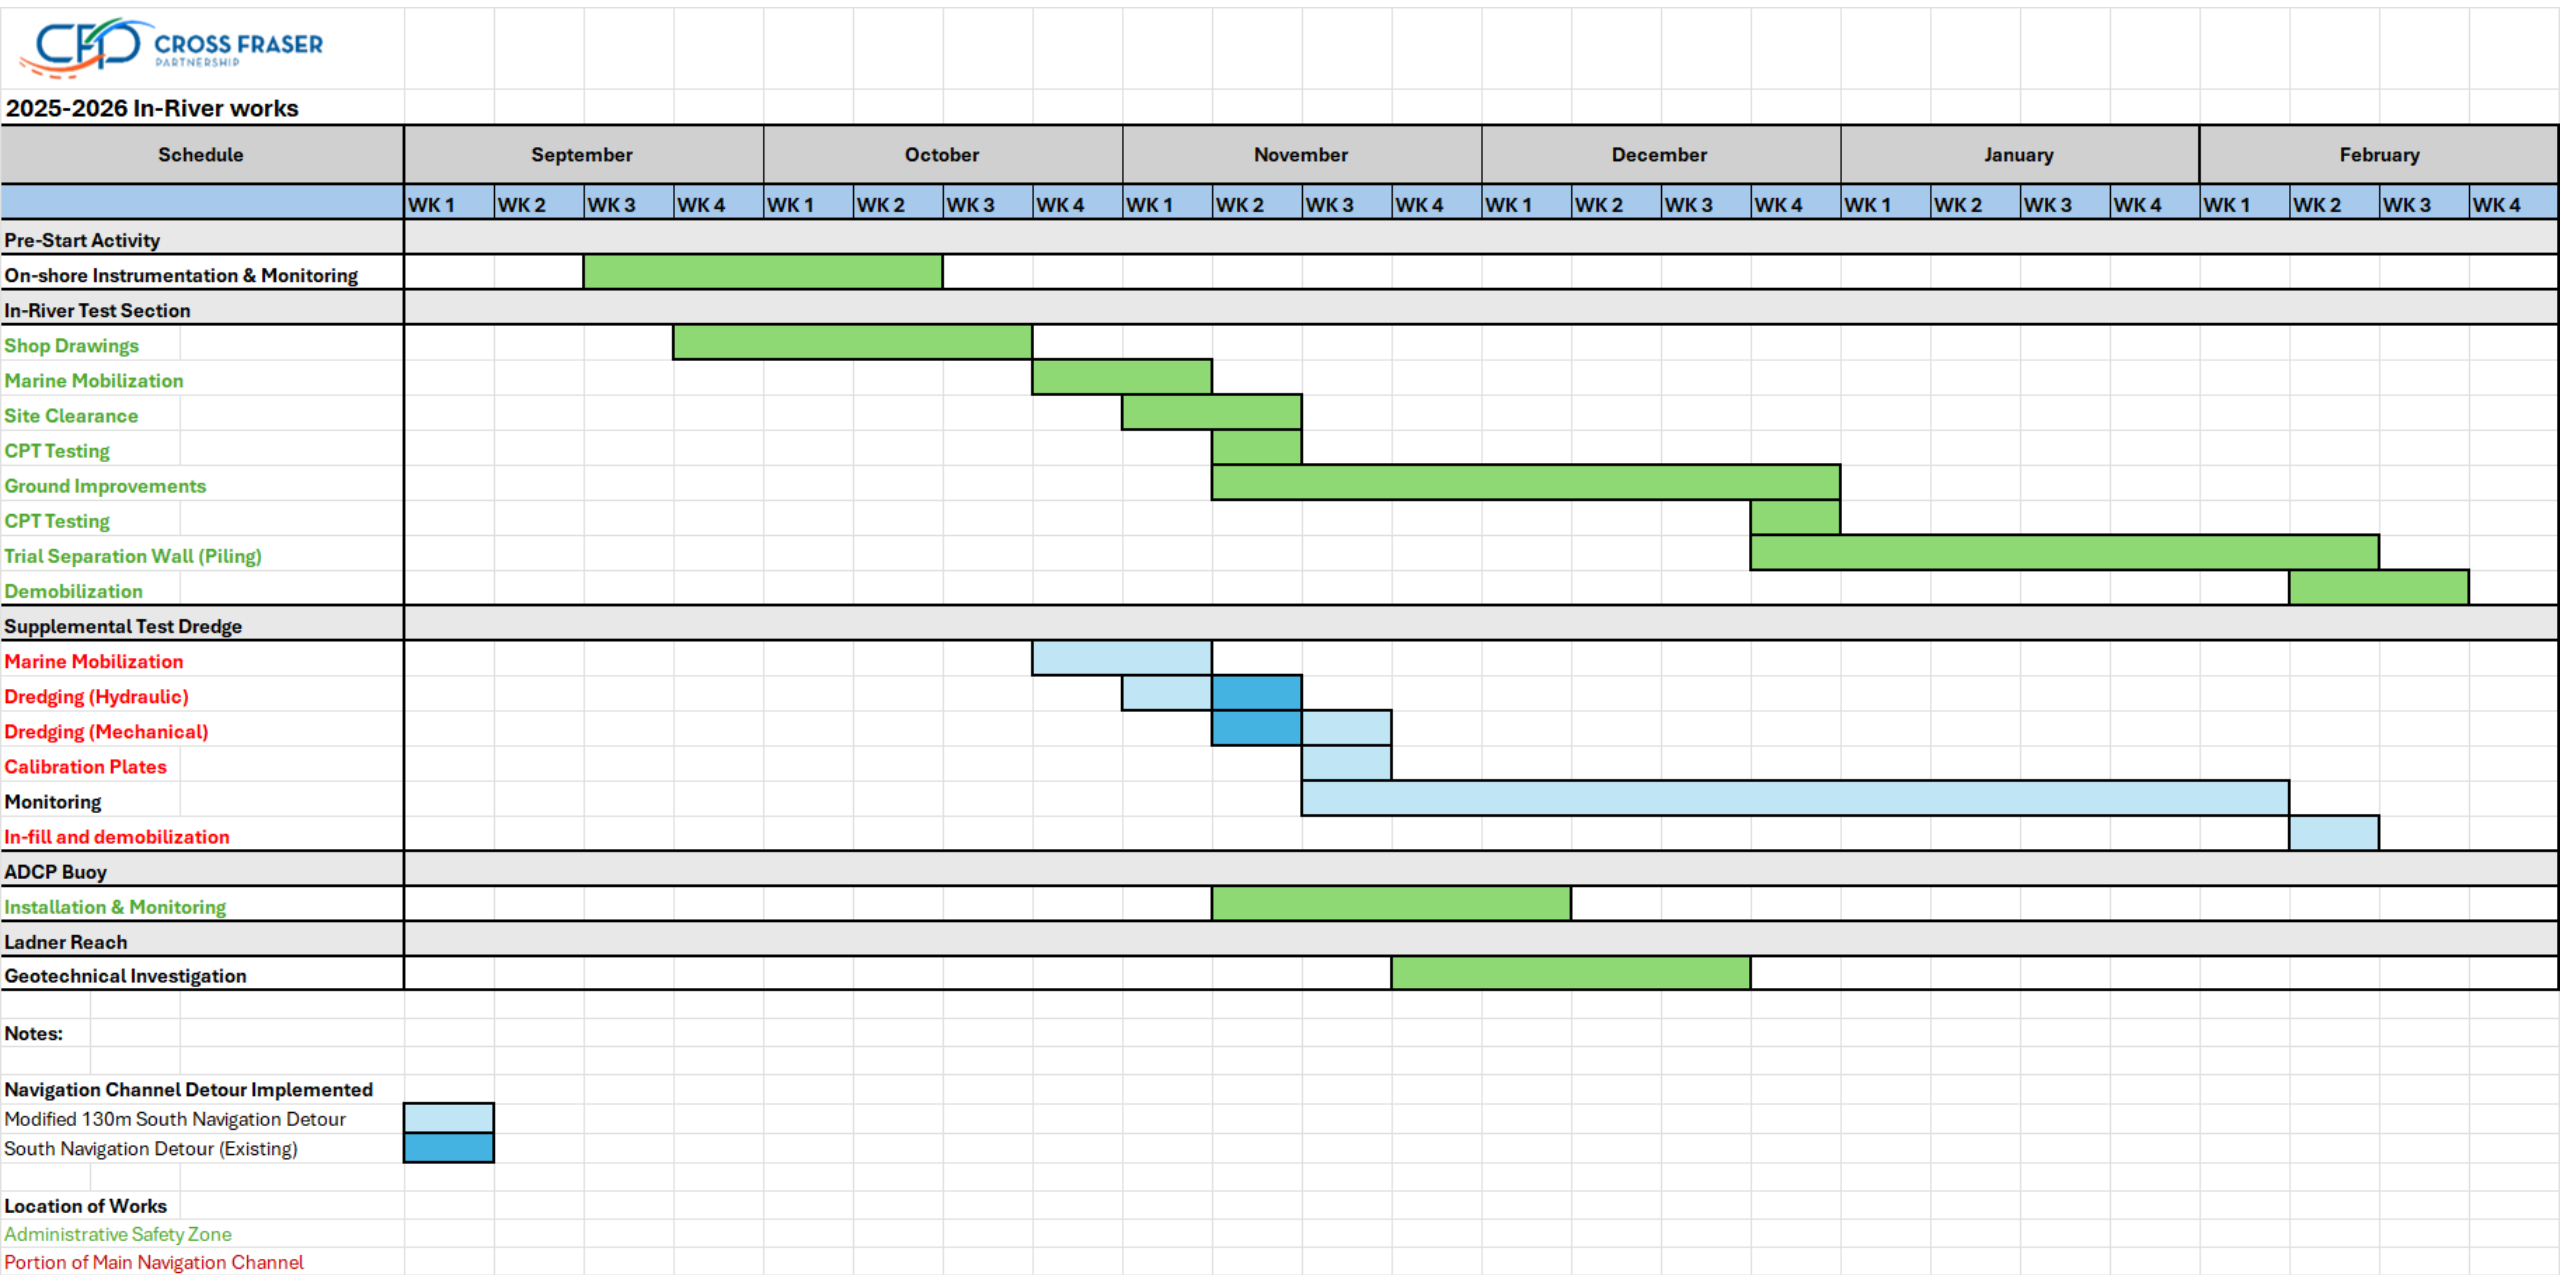 CFP CROSS FRASER
PARTNERSHIP
2025-2026 In-River works
Schedule September October November December January February
WK 1 WK 2 WK 3 WK 4 WK 1 WK 2 WK 3 WK 4 WK 1 WK 2 WK 3 WK 4 WK 1 WK 2 WK 3 WK 4 WK 1 WK 2 WK 3 WK 4 WK 1 WK 2 WK 3 WK 4
Pre-Start Activity
On-shore Instrumentation & Monitoring
In-River Test Section
Shop Drawings
Marine Mobilization
Site Clearance
CPT Testing
Ground Improvements
CPT Testing
Trial Separation Wall (Piling)
Demobilization
Supplemental Test Dredge
Marine Mobilization
Dredging (Hydraulic)
Dredging (Mechanical)
Calibration Plates
Monitoring
In-fill and demobilization
ADCP Buoy
Installation & Monitoring
Ladner Reach
Geotechnical Investigation
Notes:
Navigation Channel Detour Implemented
Modified 130m South Navigation Detour
South Navigation Detour (Existing)
Location of Works
Administrative Safety Zone
Portion of Main Navigation Channel